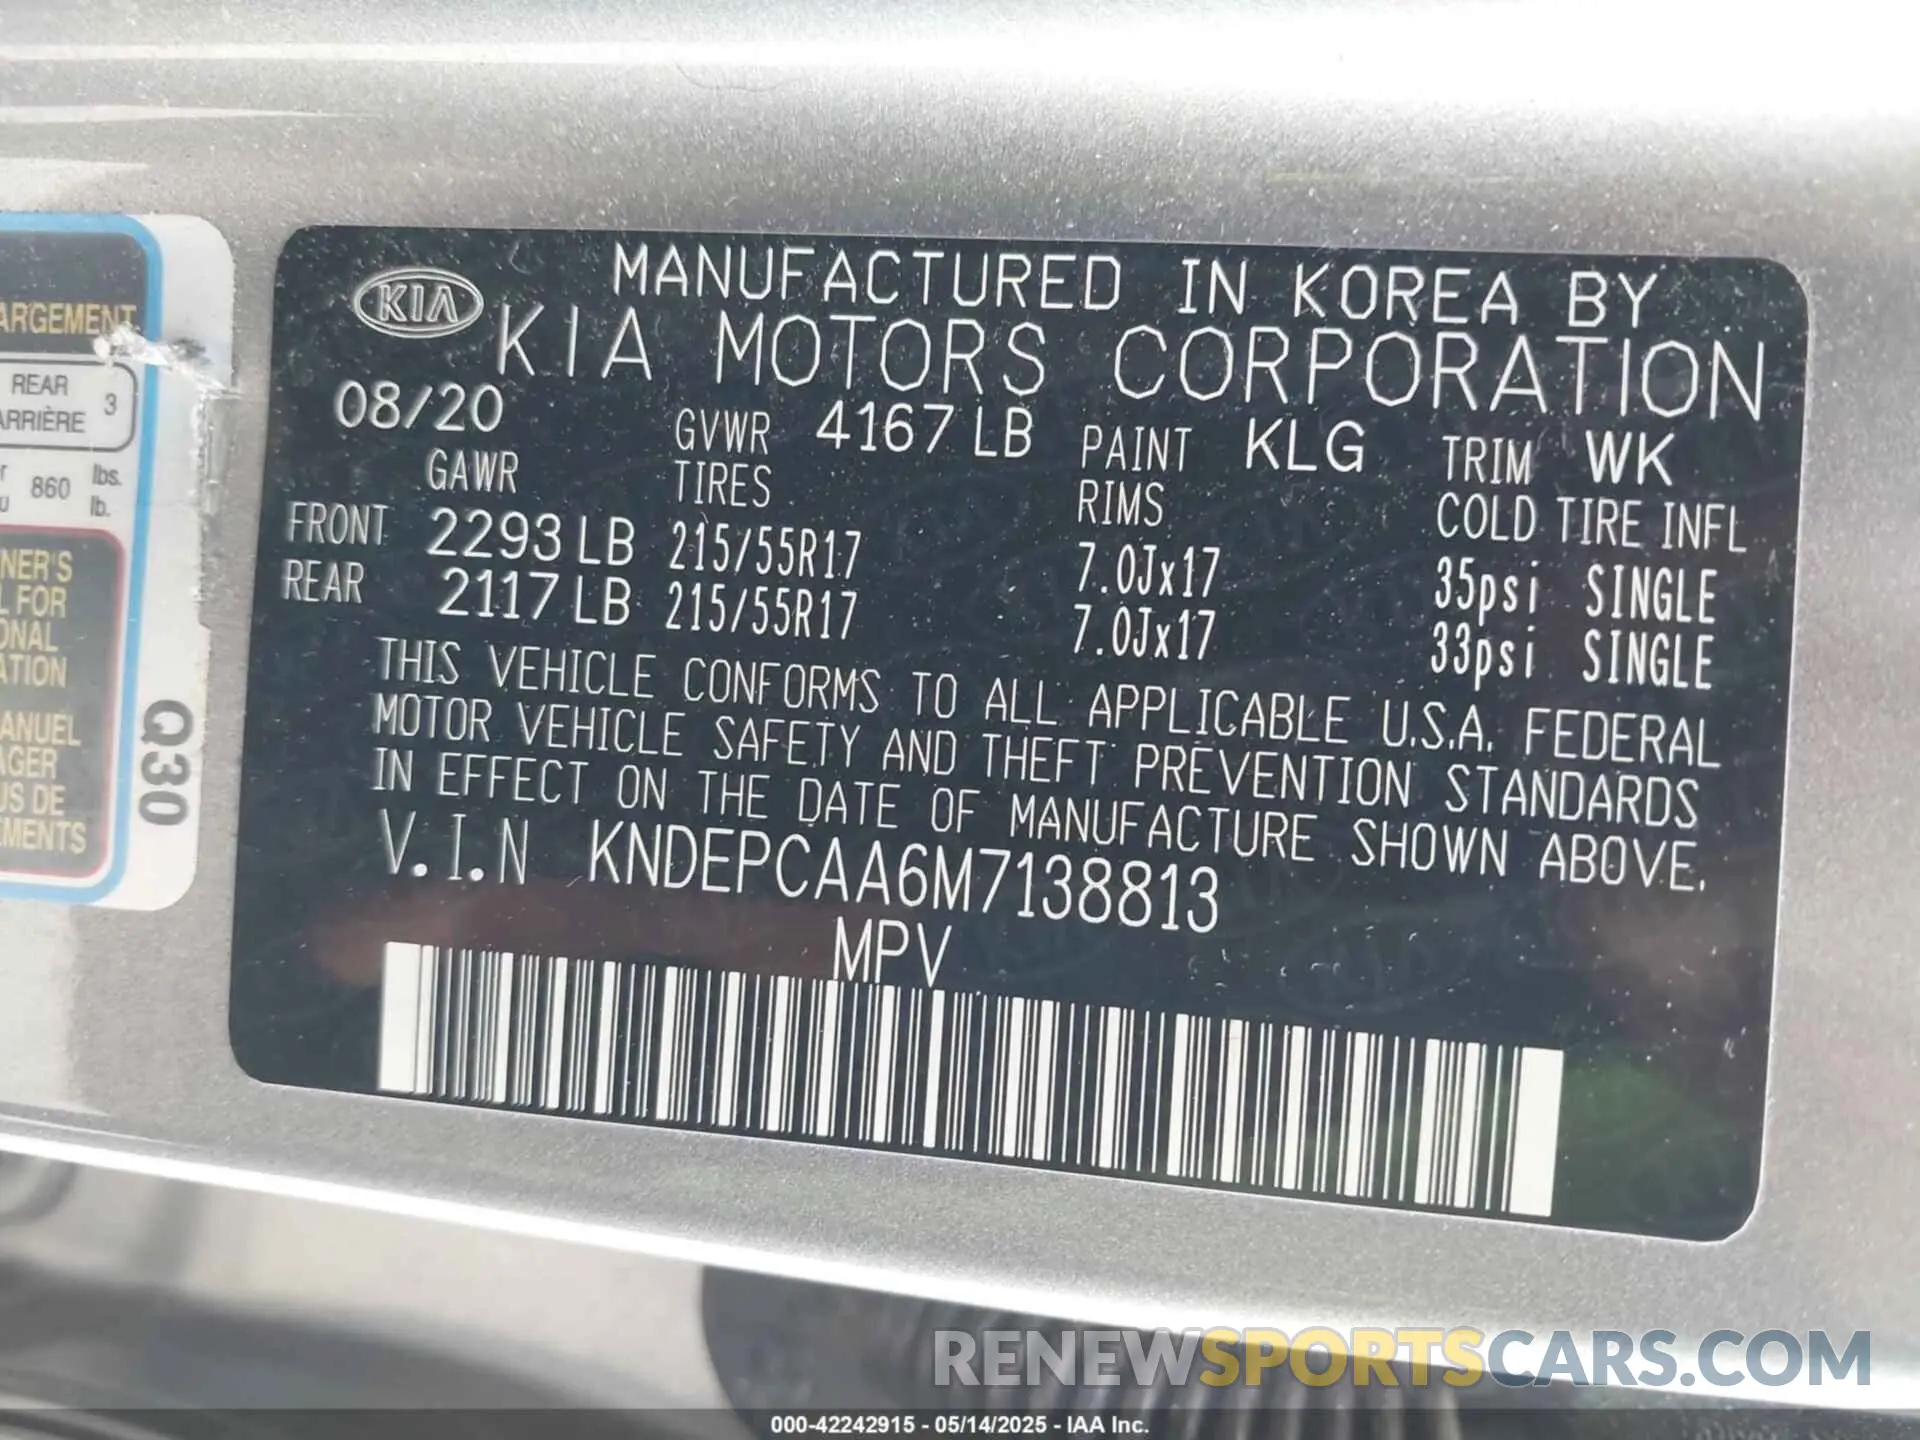 KIA
MANUFACTURED IN KOREA BY
KIA MOTORS CORPORATION
08/20 GVWR 4167 LB PAINT KLG TRIM WK
GAWR TIRES RIMS COLD TIRE INFL
FRONT 2293 LB 215/55R17 7.0Jx17 35psi SINGLE
REAR 2117 LB 215/55R17 7.0Jx17 33psi SINGLE
THIS VEHICLE CONFORMS TO ALL APPLICABLE U.S.A. FEDERAL
MOTOR VEHICLE SAFETY AND THEFT PREVENTION STANDARDS
IN EFFECT ON THE DATE OF MANUFACTURE SHOWN ABOVE.
V.I.N KNDEPCAA6M7138813
MPV
REAR 3
860 lbs.
lb.
L FOR
US DE
Q30
RENEWSPORTSCARS.COM
000-42242915 - 05/14/2025 - IAA Inc.